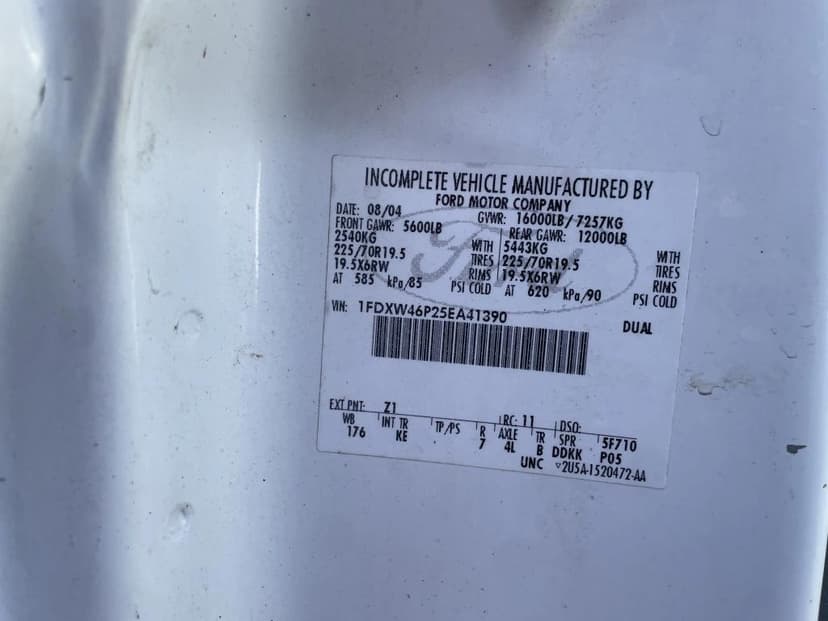 INCOMPLETE VEHICLE MANUFACTURED BY
FORD MOTOR COMPANY
DATE: 08/04 GVWR: 16000LB/ 7257KG
FRONT GAWR: 5600LB REAR GAWR: 12000LB
2540KG WITH 5443KG WITH
225/70R19.5 TIRES 225/70R19.5 TIRES
19.5X6RW RIMS 19.5X6RW RIMS
AT 585 kPa/85 PSI COLD AT 620 kPa/90 PSI COLD
VIN: 1FDXW46P25EA41390 DUAL
Ford
EXT PNT: Z1 RC: 11 DSO:
WB INT TR TP/PS R AXLE TR SPR 5F710
176 KE 7 4L B DDKK P05
UNC ▽2U5A-1520472-AA